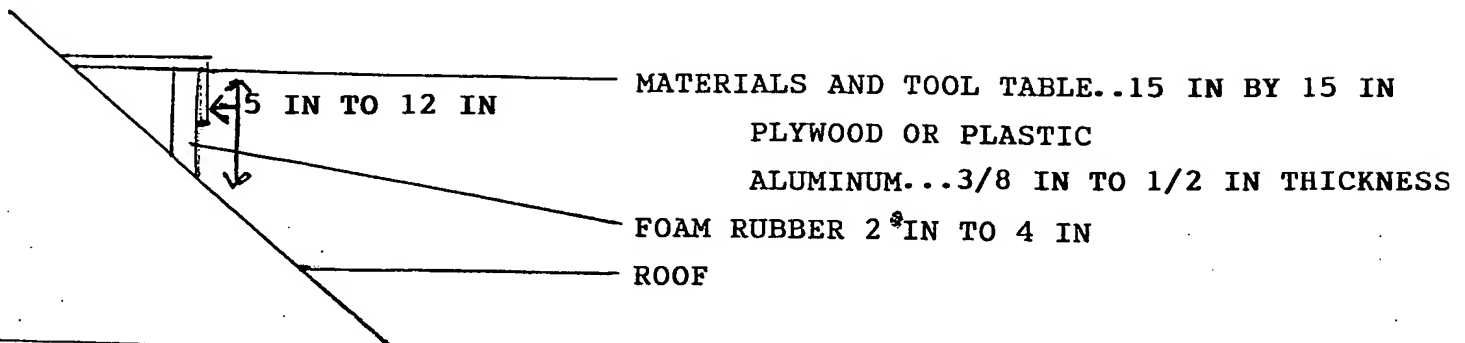 MATERIALS AND TOOL TABLE..15 IN BY 15 IN
5 IN TO 12 IN
PLYWOOD OR PLASTIC
ALUMINUM...3/8 IN TO 1/2 IN THICKNESS
FOAM RUBBER 2 IN TO 4 IN
ROOF